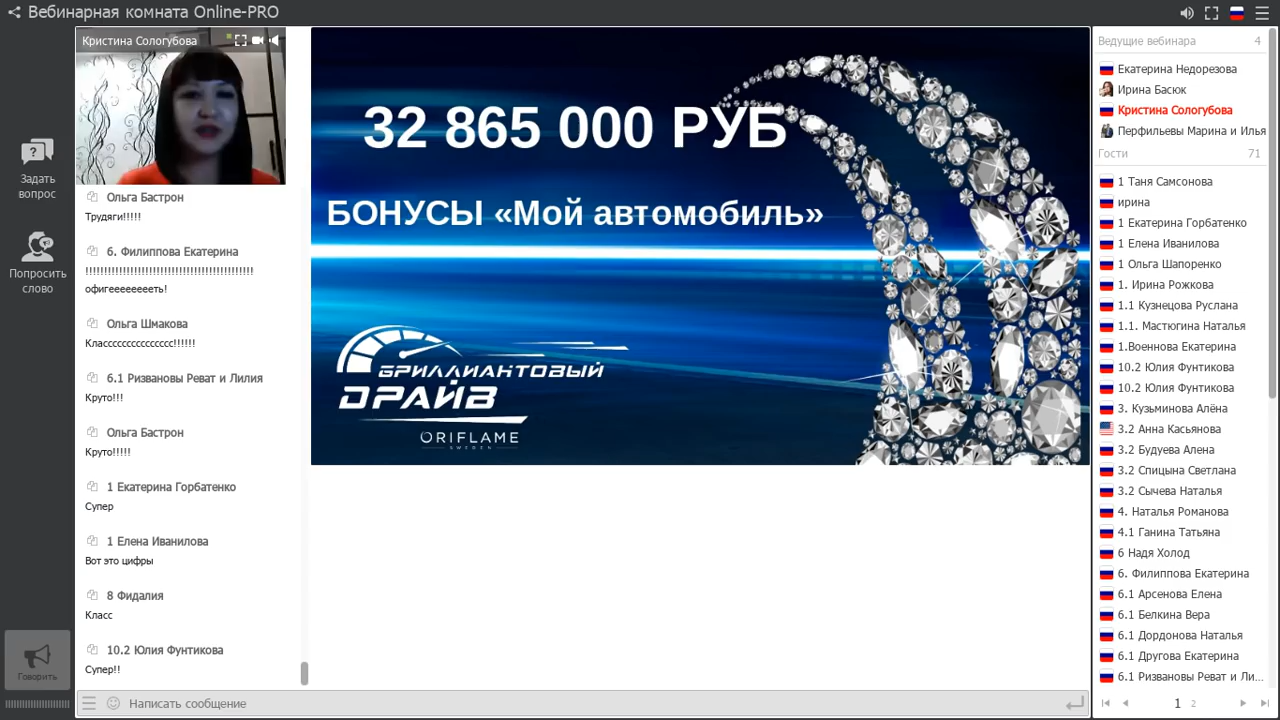 Вебинарная комната Online-PRO
Задать
вопрос
Попросить
слово
Говорить
Кристина Сологубова
Ольга Бастрон
Трудяги!!!!!
6. Филиппова Екатерина
!!!!!!!!!!!!!!!!!!!!!!!!!!!!!!!!!!!!!!!!!!!!!
офигеееееееееть!
Ольга Шмакова
Классссссссссссссс!!!!!!
6.1 Ризвановы Реват и Лилия
Круто!!!
Ольга Бастрон
Круто!!!!!
1 Екатерина Горбатенко
Супер
1 Елена Иванилова
Вот это цифры
8 Фидалия
Класс
10.2 Юлия Фунтикова
Супер!!
Написать сообщение
32 865 000 РУБ
БОНУСЫ «Мой автомобиль»
БРИЛЛИАНТОВЫЙ
ДРАЙВ
ORIFLAME
SWEDEN
Ведущие вебинара 4
Екатерина Недорезова
Ирина Басюк
Кристина Сологубова
Перфильевы Марина и Илья
Гости 71
1 Таня Самсонова
ирина
1 Екатерина Горбатенко
1 Елена Иванилова
1 Ольга Шапоренко
1. Ирина Рожкова
1.1 Кузнецова Руслана
1.1. Мастюгина Наталья
1.Военнова Екатерина
10.2 Юлия Фунтикова
10.2 Юлия Фунтикова
3. Кузьминова Алёна
3.2 Анна Касьянова
3.2 Будуева Алена
3.2 Спицына Светлана
3.2 Сычева Наталья
4. Наталья Романова
4.1 Ганина Татьяна
6 Надя Холод
6. Филиппова Екатерина
6.1 Арсенова Елена
6.1 Белкина Вера
6.1 Дордонова Наталья
6.1 Другова Екатерина
6.1 Ризвановы Реват и Ли...
1 2